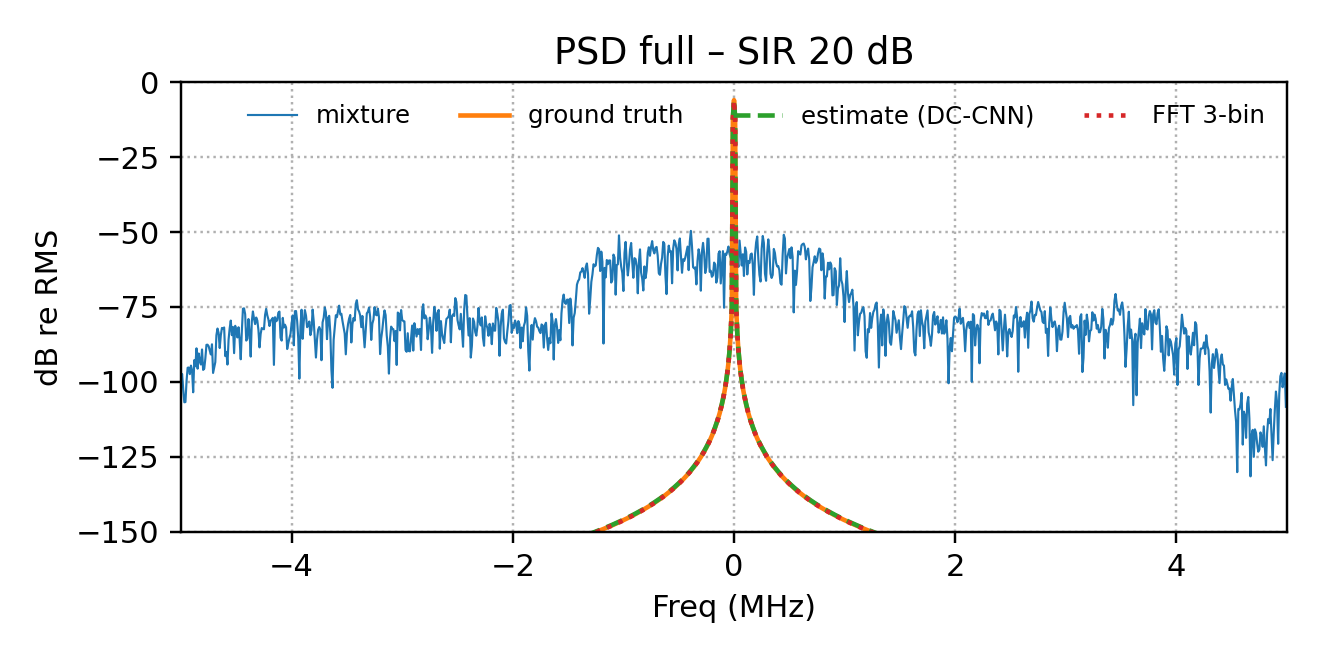 PSD full – SIR 20 dB
mixture
ground truth
estimate (DC-CNN)
FFT 3-bin
dB re RMS
0
−25
−50
−75
−100
−125
−150
−4
−2
0
2
4
Freq (MHz)